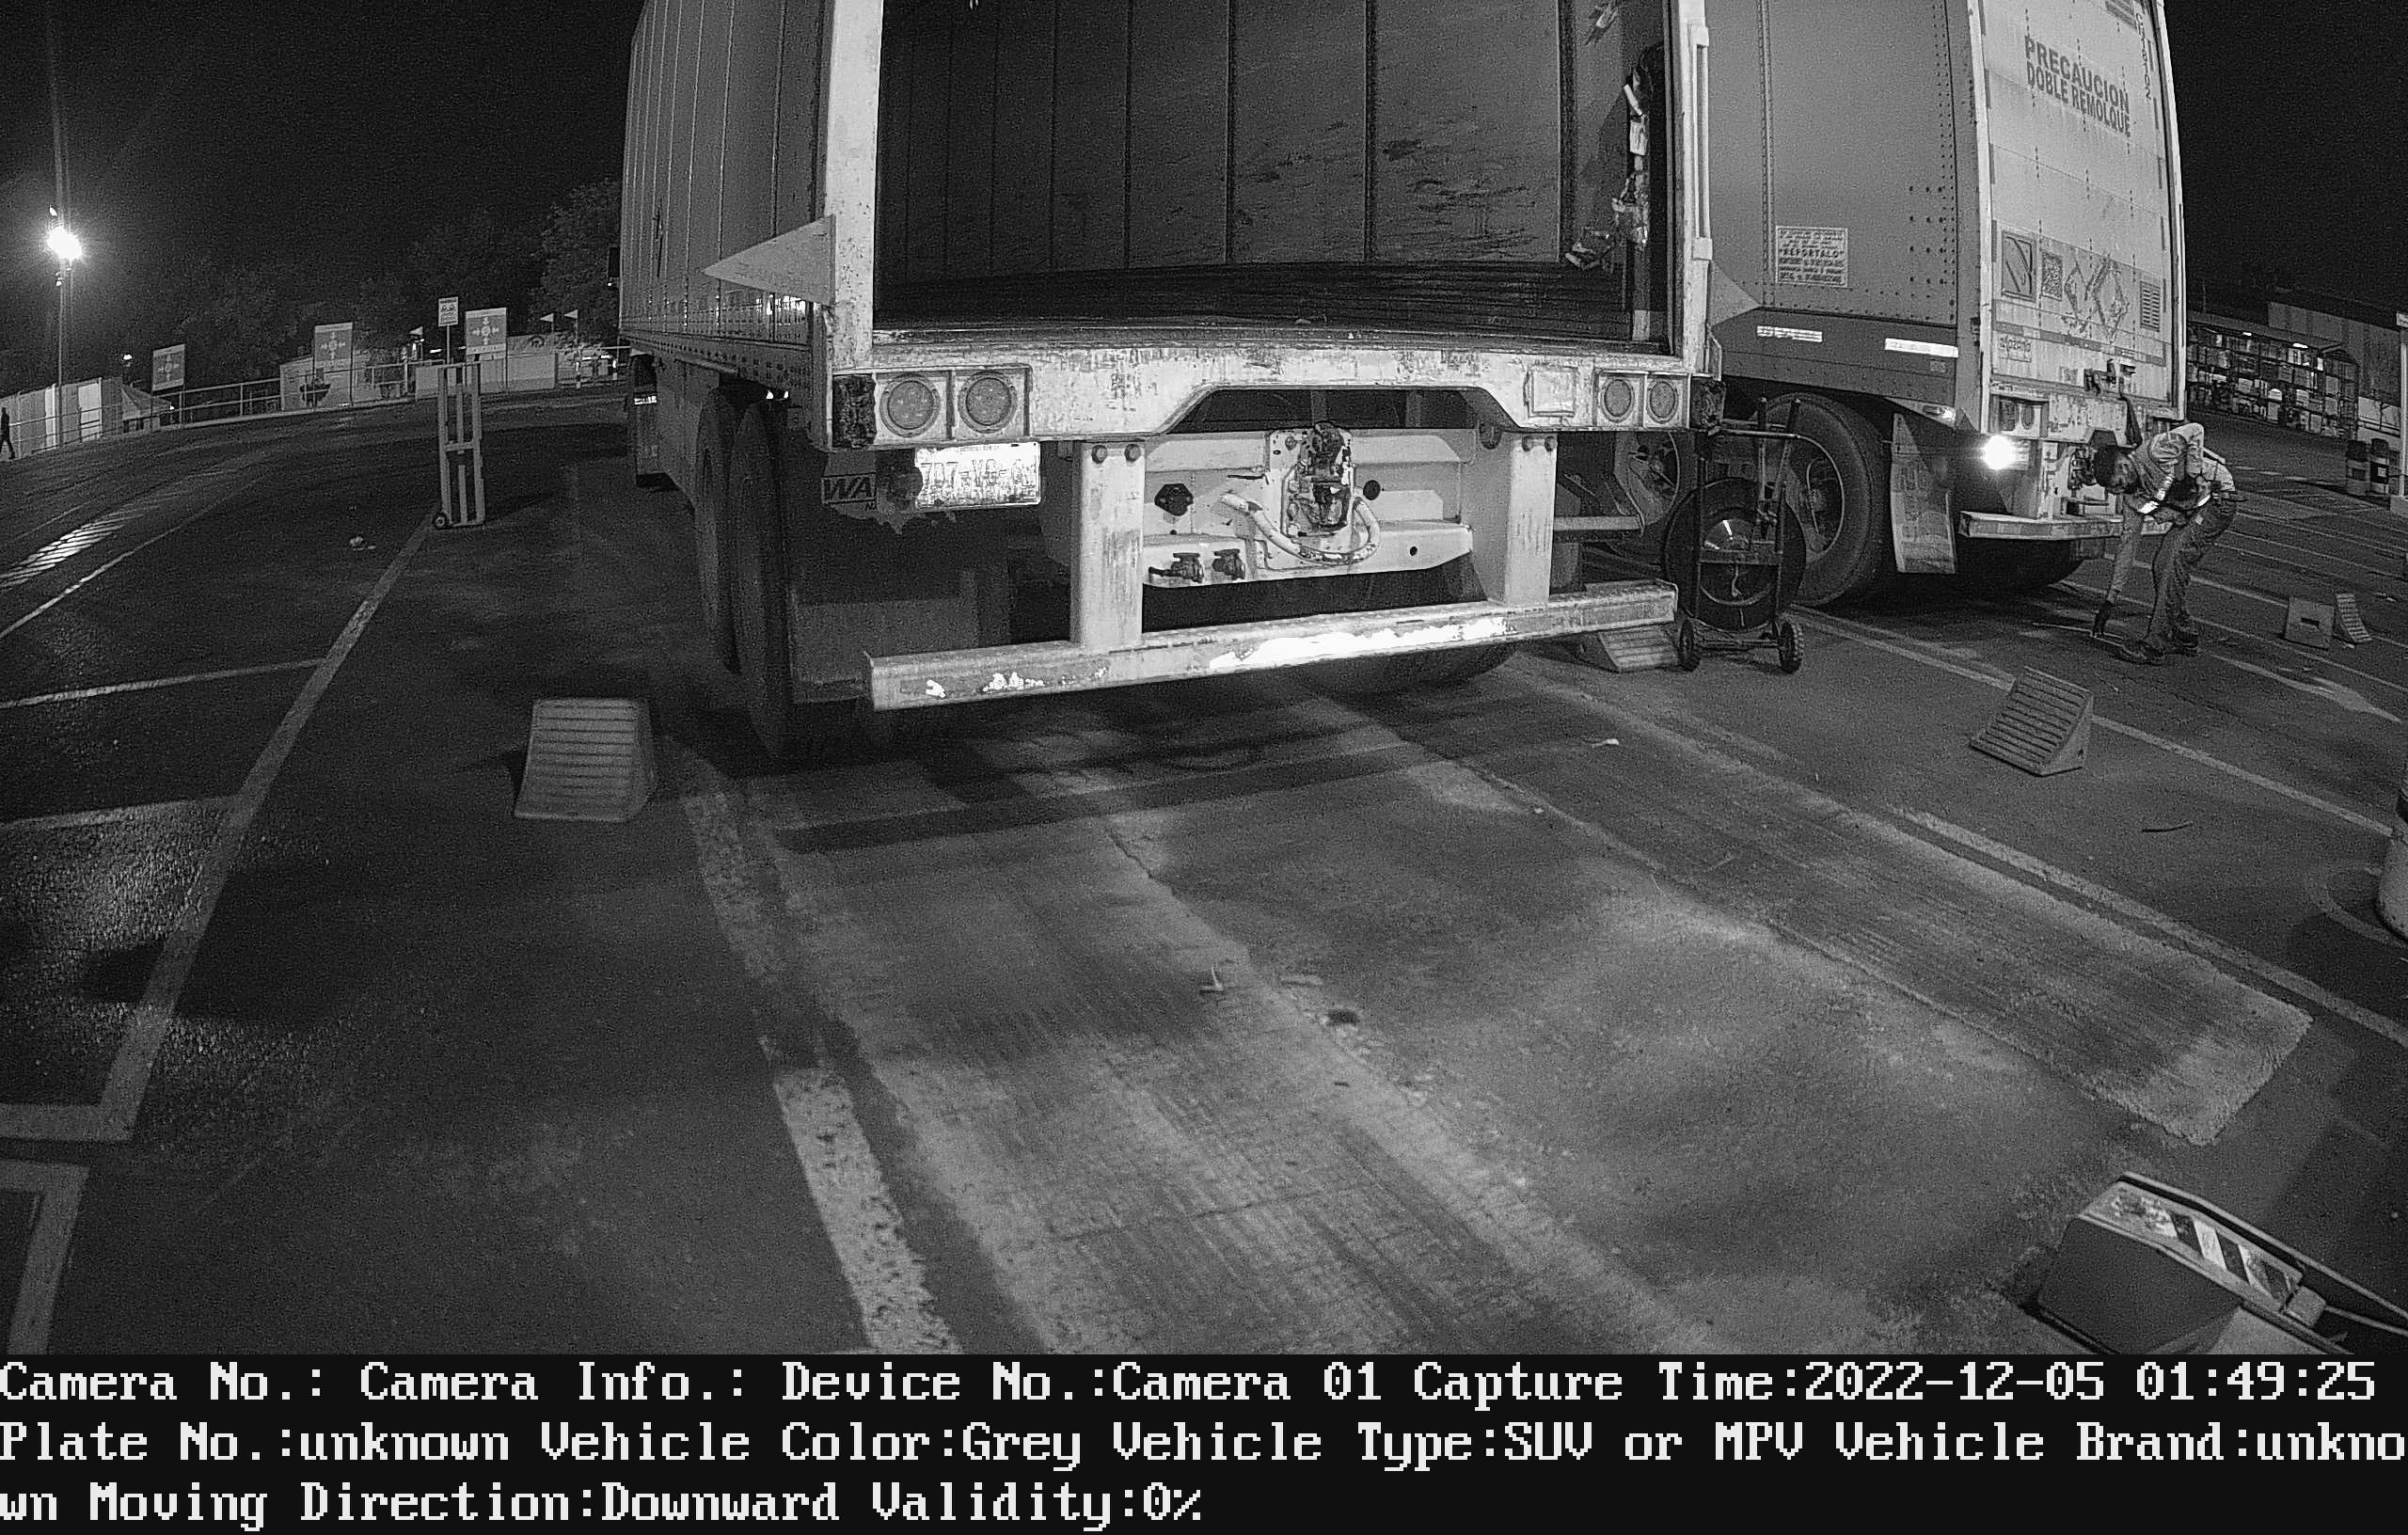 PRECAUCION
DOBLE REMOLQUE
"REPORTALO"
WA
Camera No.: Camera Info.: Device No.:Camera 01 Capture Time:2022-12-05 01:49:25
Plate No.:unknown Vehicle Color:Grey Vehicle Type:SUV or MPV Vehicle Brand:unkno
wn Moving Direction:Downward Validity:0%